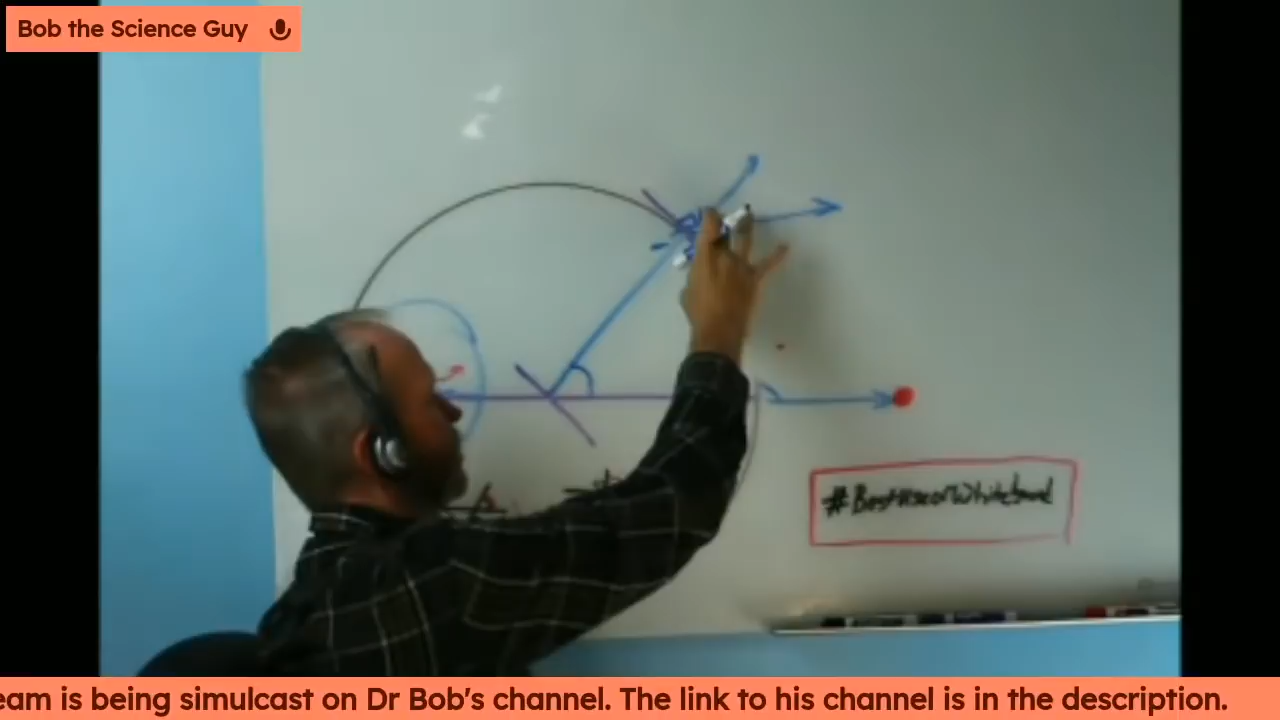 Bob the Science Guy
#BestUseofWhiteboard
eam is being simulcast on Dr Bob's channel. The link to his channel is in the description.